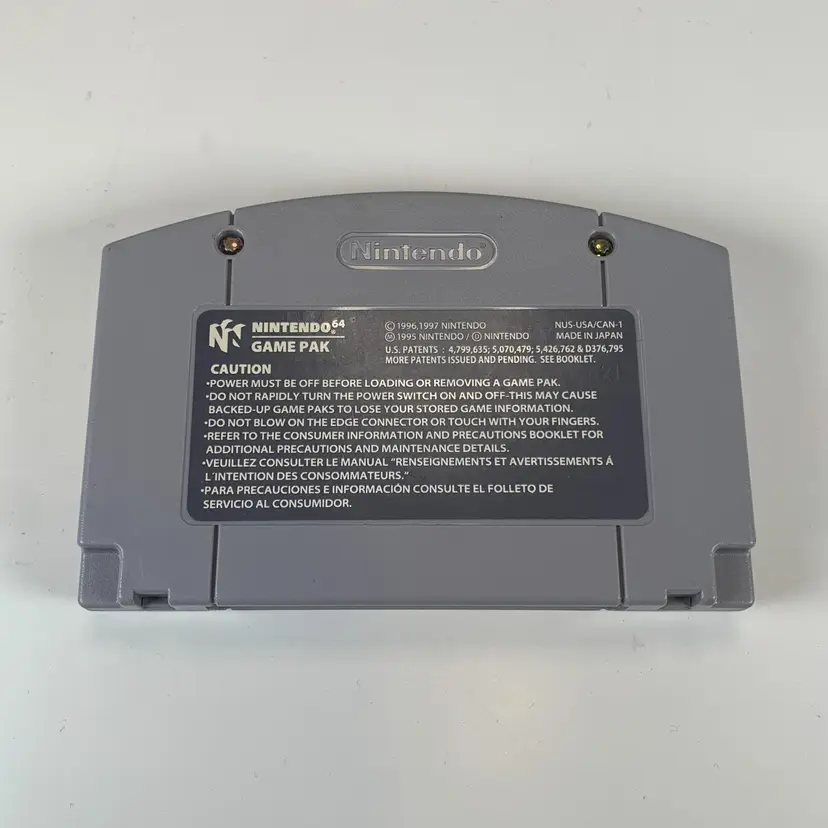 Nintendo®
NINTENDO⁶⁴
GAME PAK
©1996,1997 NINTENDO NUS-USA/CAN-1
Ⓜ1995 NINTENDO / Ⓓ NINTENDO MADE IN JAPAN
U.S. PATENTS : 4,799,635; 5,070,479; 5,426,762 & D376,795
MORE PATENTS ISSUED AND PENDING. SEE BOOKLET.
CAUTION
•POWER MUST BE OFF BEFORE LOADING OR REMOVING A GAME PAK.
•DO NOT RAPIDLY TURN THE POWER SWITCH ON AND OFF-THIS MAY CAUSE
BACKED-UP GAME PAKS TO LOSE YOUR STORED GAME INFORMATION.
•DO NOT BLOW ON THE EDGE CONNECTOR OR TOUCH WITH YOUR FINGERS.
•REFER TO THE CONSUMER INFORMATION AND PRECAUTIONS BOOKLET FOR
ADDITIONAL PRECAUTIONS AND MAINTENANCE DETAILS.
•VEUILLEZ CONSULTER LE MANUAL "RENSEIGNEMENTS ET AVERTISSEMENTS Á
L'INTENTION DES CONSOMMATEURS."
•PARA PRECAUCIONES E INFORMACIÓN CONSULTE EL FOLLETO DE
SERVICIO AL CONSUMIDOR.